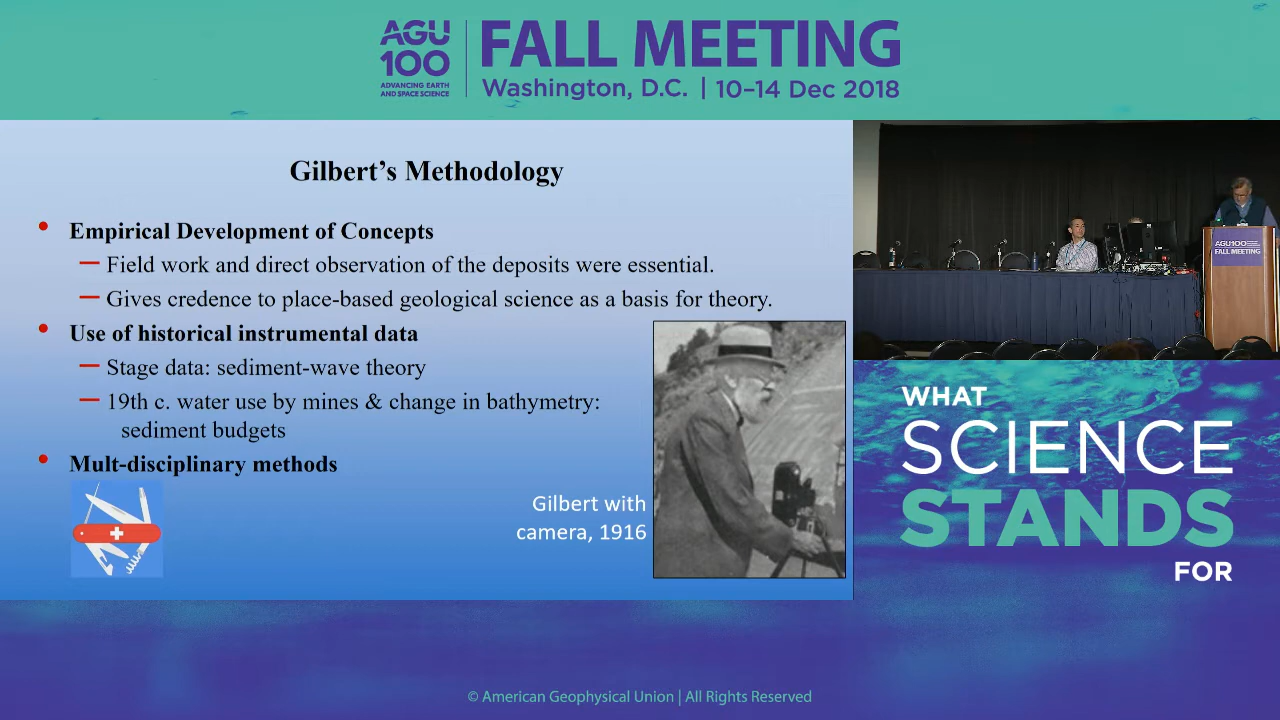 AGU
100
ADVANCING EARTH
AND SPACE SCIENCE
FALL MEETING
Washington, D.C. | 10–14 Dec 2018
Gilbert’s Methodology
• Empirical Development of Concepts
— Field work and direct observation of the deposits were essential.
— Gives credence to place-based geological science as a basis for theory.
• Use of historical instrumental data
— Stage data: sediment-wave theory
— 19th c. water use by mines & change in bathymetry:
sediment budgets
• Mult-disciplinary methods
Gilbert with
camera, 1916
AGU100
FALL MEETING
WHAT
SCIENCE
STANDS
FOR
© American Geophysical Union | All Rights Reserved